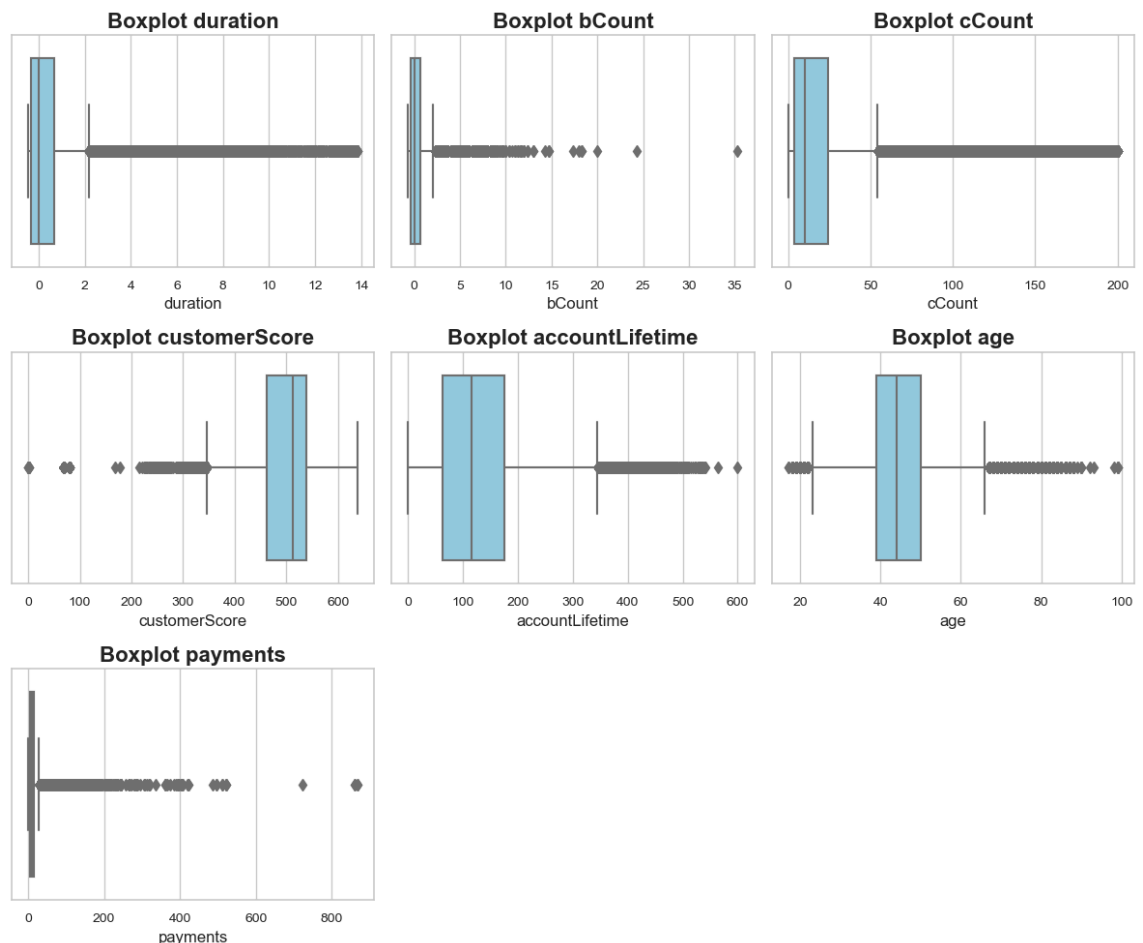 Boxplot duration
Boxplot bCount
Boxplot cCount
0 2 4 6 8 10 12 14
0 5 10 15 20 25 30 35
0 50 100 150 200
duration
bCount
cCount
Boxplot customerScore
Boxplot accountLifetime
Boxplot age
0 100 200 300 400 500 600
0 100 200 300 400 500 600
20 40 60 80 100
customerScore
accountLifetime
age
Boxplot payments
0 200 400 600 800
payments